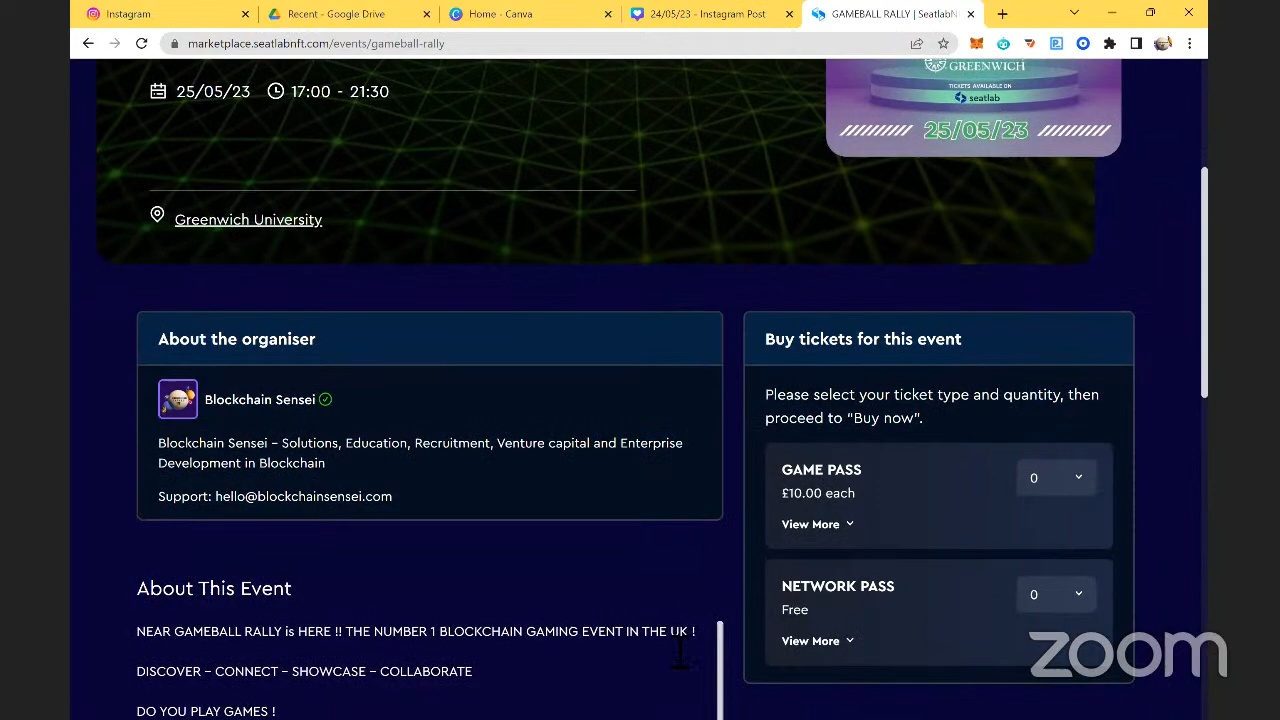 Instagram
Recent - Google Drive
Home - Canva
24/05/23 - Instagram Post
GAMEBALL RALLY | SeatlabN
marketplace.seatlabnft.com/events/gameball-rally
25/05/23
17:00 - 21:30
Greenwich University
GREENWICH
TICKETS AVAILABLE ON
seatlab
25/05/23
About the organiser
Blockchain Sensei
Blockchain Sensei - Solutions, Education, Recruitment, Venture capital and Enterprise
Development in Blockchain
Support: hello@blockchainsensei.com
About This Event
NEAR GAMEBALL RALLY is HERE !! THE NUMBER 1 BLOCKCHAIN GAMING EVENT IN THE UK !
DISCOVER - CONNECT - SHOWCASE - COLLABORATE
DO YOU PLAY GAMES !
Buy tickets for this event
Please select your ticket type and quantity, then
proceed to “Buy now”.
GAME PASS
£10.00 each
0
View More
NETWORK PASS
Free
0
View More
zoom